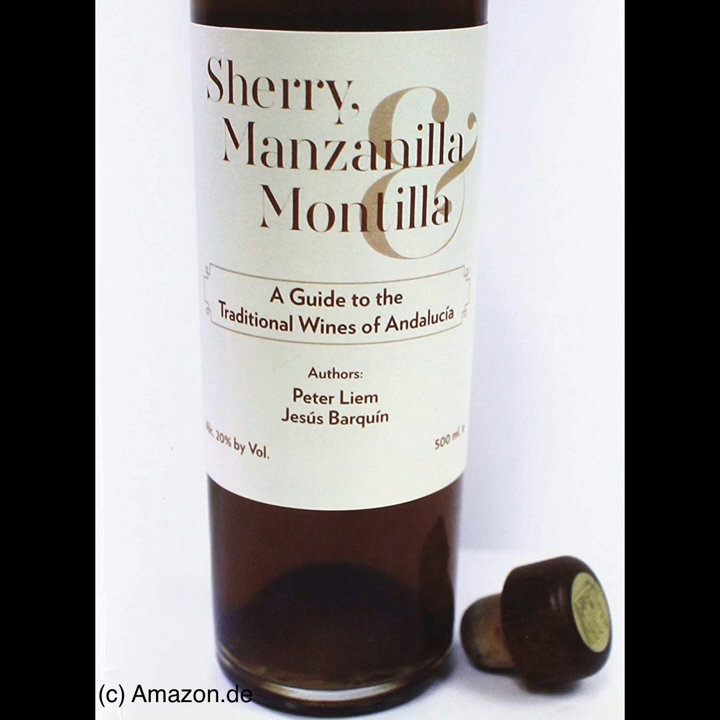 Sherry,
Manzanilla &
Montilla
A Guide to the
Traditional Wines of Andalucía
Authors:
Peter Liem
Jesús Barquín
Alc. 20% by Vol.
500 ml e
(c) Amazon.de